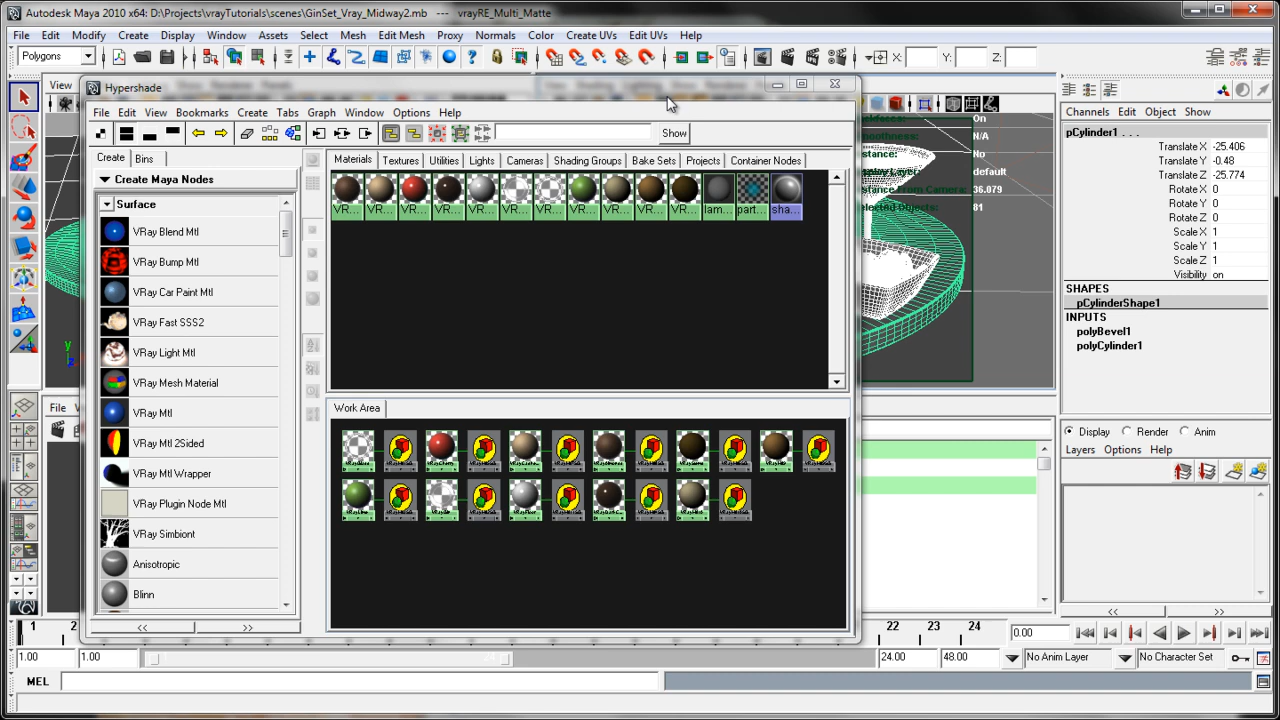 Autodesk Maya 2010 x64: D:\Projects\vrayTutorials\scenes\GinSet_Vray_Midway2.mb --- vrayRE_Multi_Matte
File Edit Modify Create Display Window Assets Select Mesh Edit Mesh Proxy Normals Color Create UVs Edit UVs Help
Polygons X: Y: Z:
View
Hypershade
File Edit View Bookmarks Create Tabs Graph Window Options Help
Show
Create Bins
Create Maya Nodes
Surface
VRay Blend Mtl
VRay Bump Mtl
VRay Car Paint Mtl
VRay Fast SSS2
VRay Light Mtl
VRay Mesh Material
VRay Mtl
VRay Mtl 2Sided
VRay Mtl Wrapper
VRay Plugin Node Mtl
VRay Simbiont
Anisotropic
Blinn
<< >>
Materials Textures Utilities Lights Cameras Shading Groups Bake Sets Projects Container Nodes
VR... VR... VR... VR... VR... VR... VR... VR... VR... VR... VR... lam... part... sha...
Work Area
On
N/A
No
default
36.079
81
Channels Edit Object Show
pCylinder1 . . .
Translate X -25.406
Translate Y -0.48
Translate Z -25.774
Rotate X 0
Rotate Y 0
Rotate Z 0
Scale X 1
Scale Y 1
Scale Z 1
Visibility on
SHAPES
pCylinderShape1
INPUTS
polyBevel1
polyCylinder1
Display Render Anim
Layers Options Help
<< >>
File
y
z
1 2 22 23 24 0.00
1.00 1.00 24 24.00 48.00 No Anim Layer No Character Set
MEL